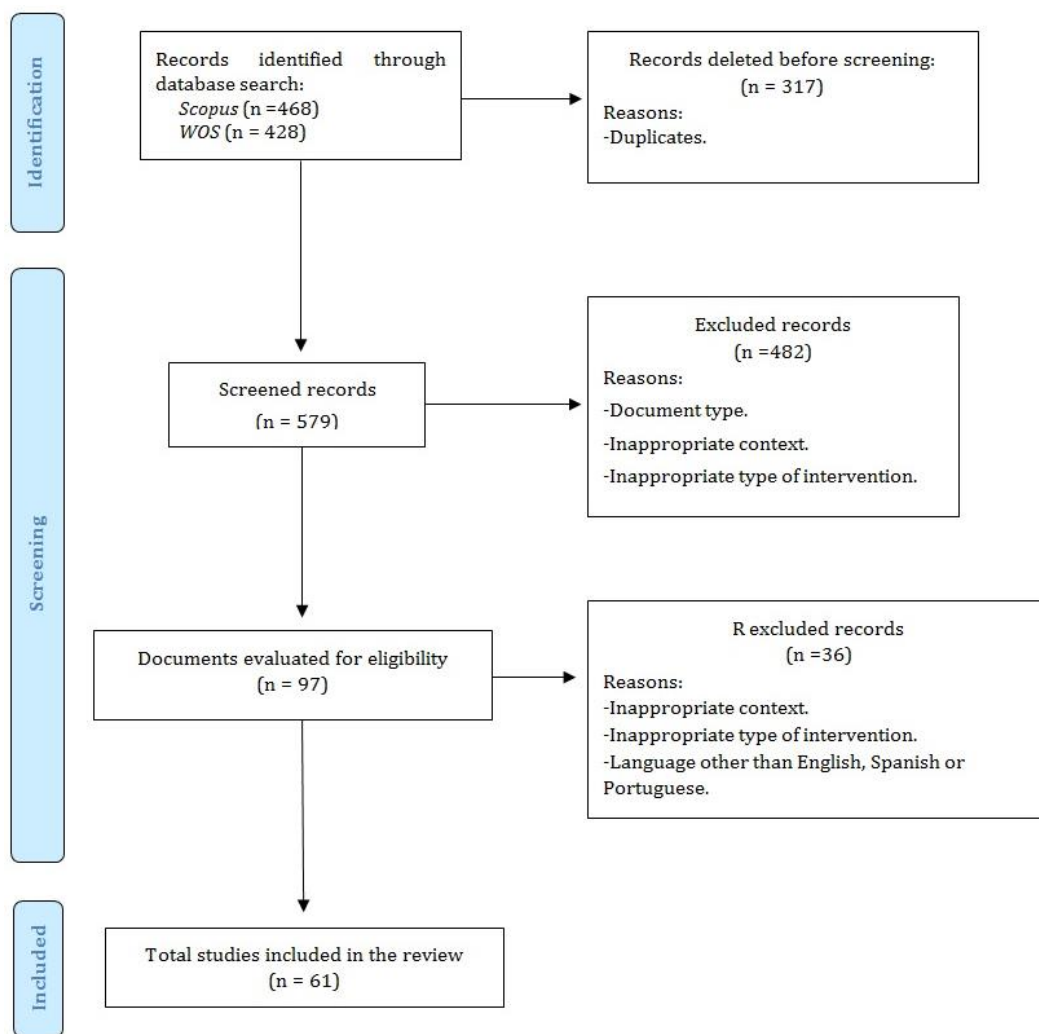 Identification
Records identified through
database search:
Scopus (n =468)
WOS (n = 428)
Records deleted before screening:
(n = 317)
Reasons:
-Duplicates.
Screening
Screened records
(n = 579)
Excluded records
(n =482)
Reasons:
-Document type.
-Inappropriate context.
-Inappropriate type of intervention.
Documents evaluated for eligibility
(n = 97)
R excluded records
(n =36)
Reasons:
-Inappropriate context.
-Inappropriate type of intervention.
-Language other than English, Spanish or
Portuguese.
Included
Total studies included in the review
(n = 61)